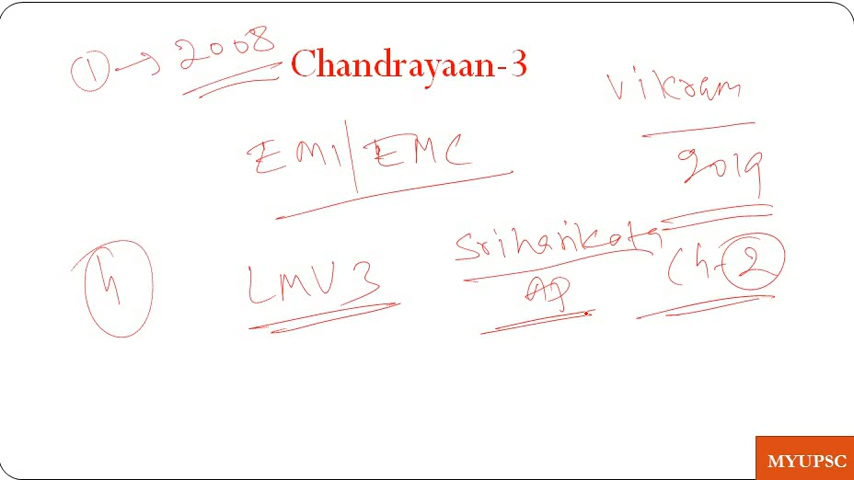 ① → 2008
Chandrayaan-3
Vikram
EMI/EMC
2019
Sriharikota
h
LMV3
AP
Ch-2
MYUPSC